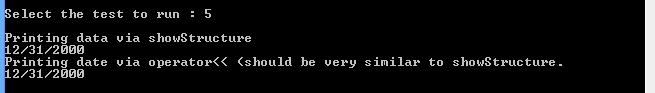 Select the test to run : 5
Printing data via showStructure
12/31/2000
Printing date via operator<< (should be very similar to showStructure.
12/31/2000